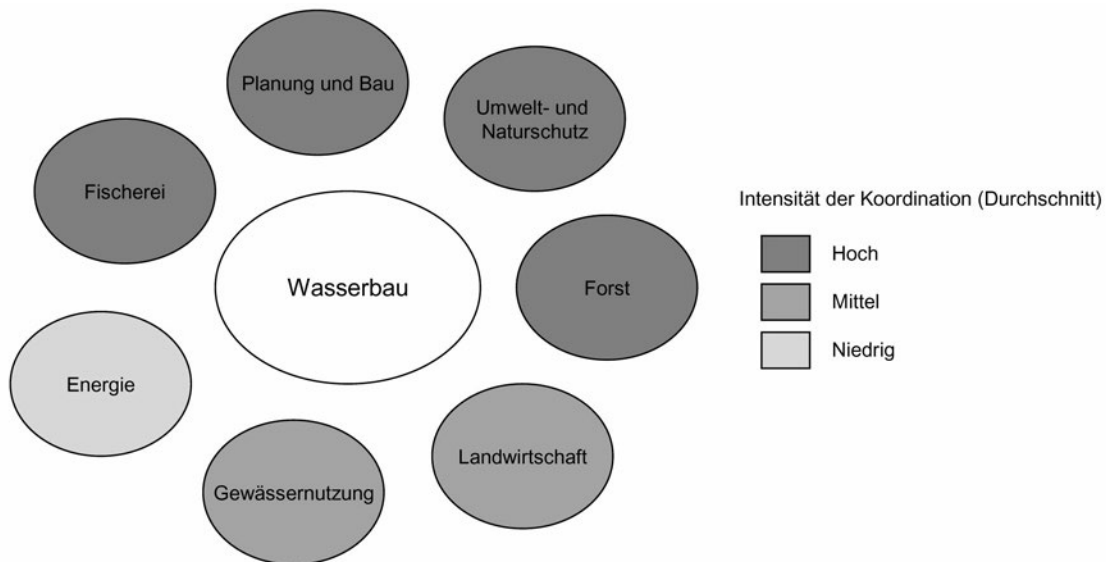 Planung und Bau
Umwelt- und
Naturschutz
Fischerei
Intensität der Koordination (Durchschnitt)
Hoch
Wasserbau
Forst
Mittel
Niedrig
Energie
Landwirtschaft
Gewässernutzung